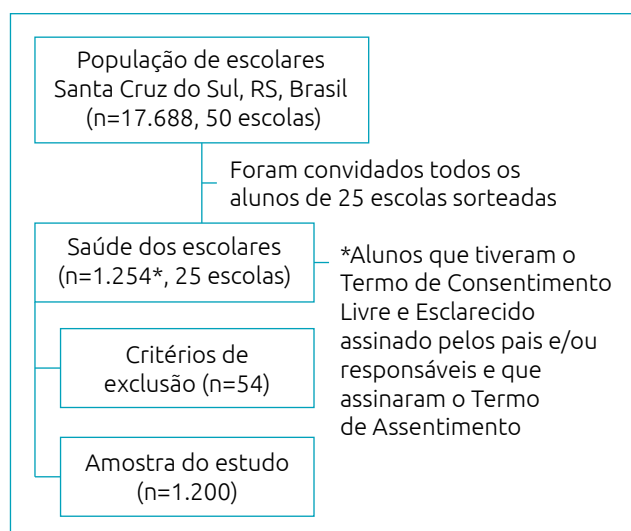 População de escolares
Santa Cruz do Sul, RS, Brasil
(n=17.688, 50 escolas)
Foram convidados todos os
alunos de 25 escolas sorteadas
Saúde dos escolares
(n=1.254*, 25 escolas)
*Alunos que tiveram o
Termo de Consentimento
Livre e Esclarecido
assinado pelos pais e/ou
responsáveis e que
assinaram o Termo
de Assentimento
Critérios de
exclusão (n=54)
Amostra do estudo
(n=1.200)